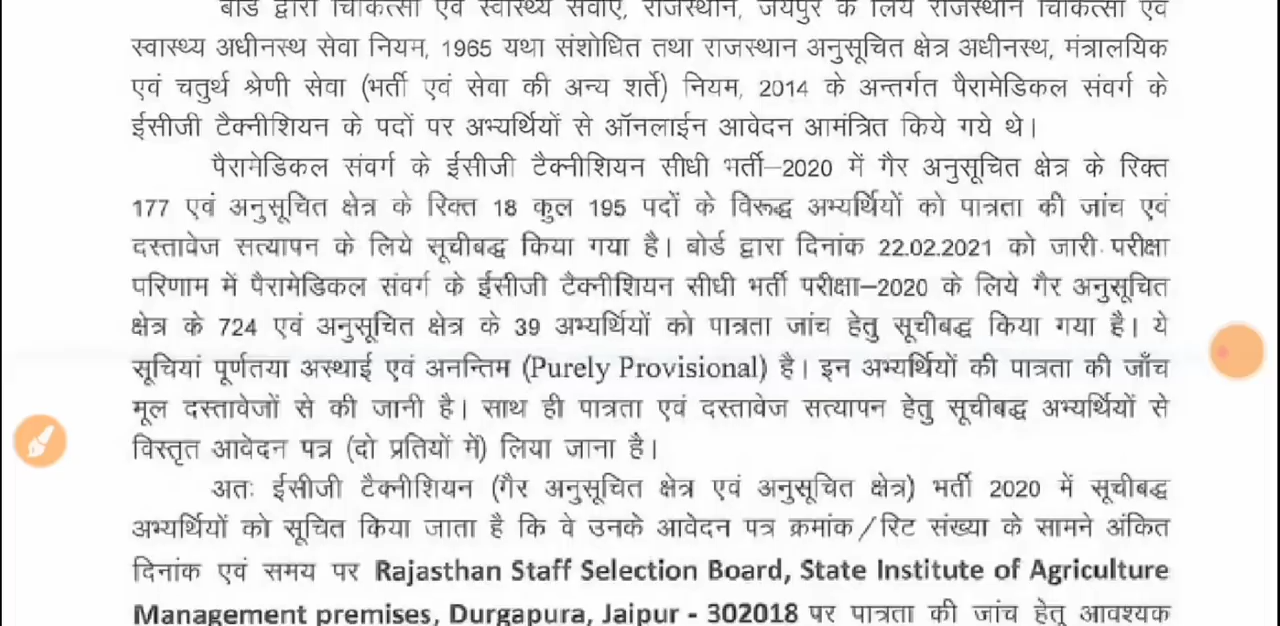 बोर्ड द्वारा चिकित्सा एवं स्वास्थ्य सेवाएं, राजस्थान, जयपुर के लिये राजस्थान चिकित्सा एवं
स्वास्थ्य अधीनस्थ सेवा नियम, 1965 यथा संशोधित तथा राजस्थान अनुसूचित क्षेत्र अधीनस्थ, मंत्रालयिक
एवं चतुर्थ श्रेणी सेवा (भर्ती एवं सेवा की अन्य शर्ते) नियम, 2014 के अन्तर्गत पैरामेडिकल संवर्ग के
ईसीजी टैक्नीशियन के पदों पर अभ्यर्थियों से ऑनलाईन आवेदन आमंत्रित किये गये थे।
पैरामेडिकल संवर्ग के ईसीजी टैक्नीशियन सीधी भर्ती–2020 में गैर अनुसूचित क्षेत्र के रिक्त
177 एवं अनुसूचित क्षेत्र के रिक्त 18 कुल 195 पदों के विरूद्ध अभ्यर्थियों को पात्रता की जांच एवं
दस्तावेज सत्यापन के लिये सूचीबद्ध किया गया है। बोर्ड द्वारा दिनांक 22.02.2021 को जारी परीक्षा
परिणाम में पैरामेडिकल संवर्ग के ईसीजी टैक्नीशियन सीधी भर्ती परीक्षा–2020 के लिये गैर अनुसूचित
क्षेत्र के 724 एवं अनुसूचित क्षेत्र के 39 अभ्यर्थियों को पात्रता जांच हेतु सूचीबद्ध किया गया है। ये
सूचियां पूर्णतया अस्थाई एवं अनन्तिम (Purely Provisional) है। इन अभ्यर्थियों की पात्रता की जाँच
मूल दस्तावेजों से की जानी है। साथ ही पात्रता एवं दस्तावेज सत्यापन हेतु सूचीबद्ध अभ्यर्थियों से
विस्तृत आवेदन पत्र (दो प्रतियों में) लिया जाना है।
अतः ईसीजी टैक्नीशियन (गैर अनुसूचित क्षेत्र एवं अनुसूचित क्षेत्र) भर्ती 2020 में सूचीबद्ध
अभ्यर्थियों को सूचित किया जाता है कि वे उनके आवेदन पत्र क्रमांक/रिट संख्या के सामने अंकित
दिनांक एवं समय पर Rajasthan Staff Selection Board, State Institute of Agriculture
Management premises, Durgapura, Jaipur - 302018 पर पात्रता की जांच हेतु आवश्यक